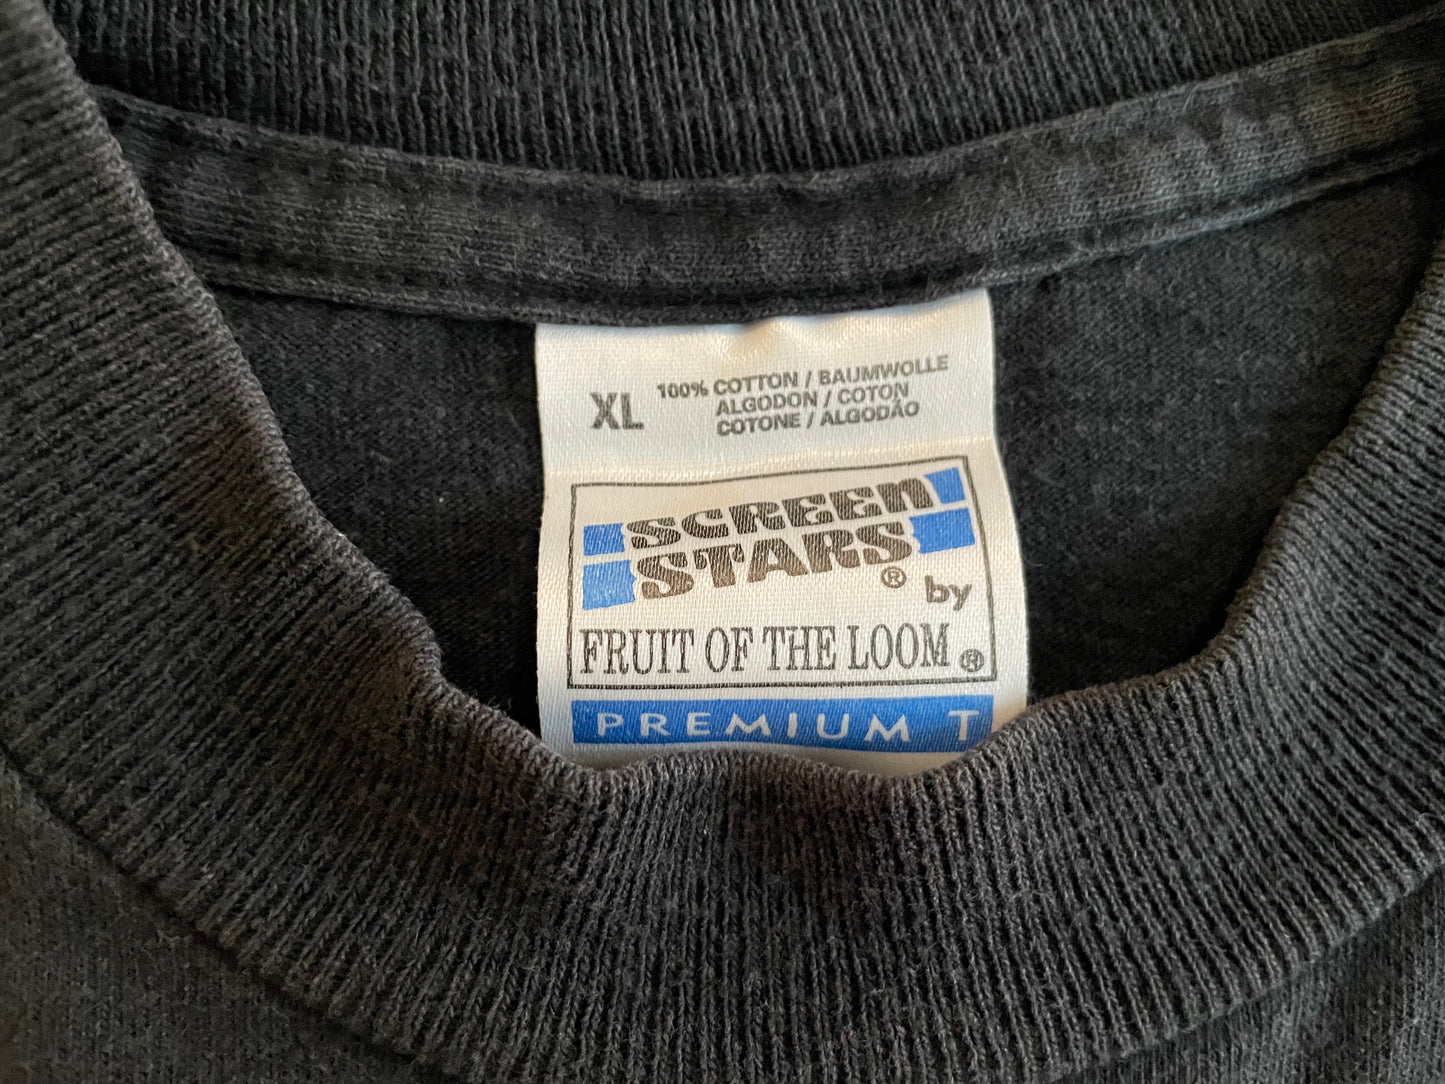 XL
100% COTTON / BAUMWOLLE
ALGODON / COTON
COTONE / ALGODÃO
SCREEN
STARS®
by
FRUIT OF THE LOOM®
PREMIUM T